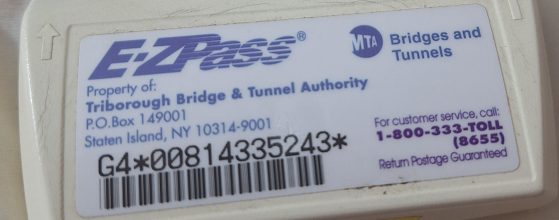 E-ZPass®
MTA Bridges and Tunnels
Property of:
Triborough Bridge & Tunnel Authority
P.O.Box 149001
Staten Island, NY 10314-9001
For customer service, call:
1-800-333-TOLL
(8655)
Return Postage Guaranteed
G4*00814335243*